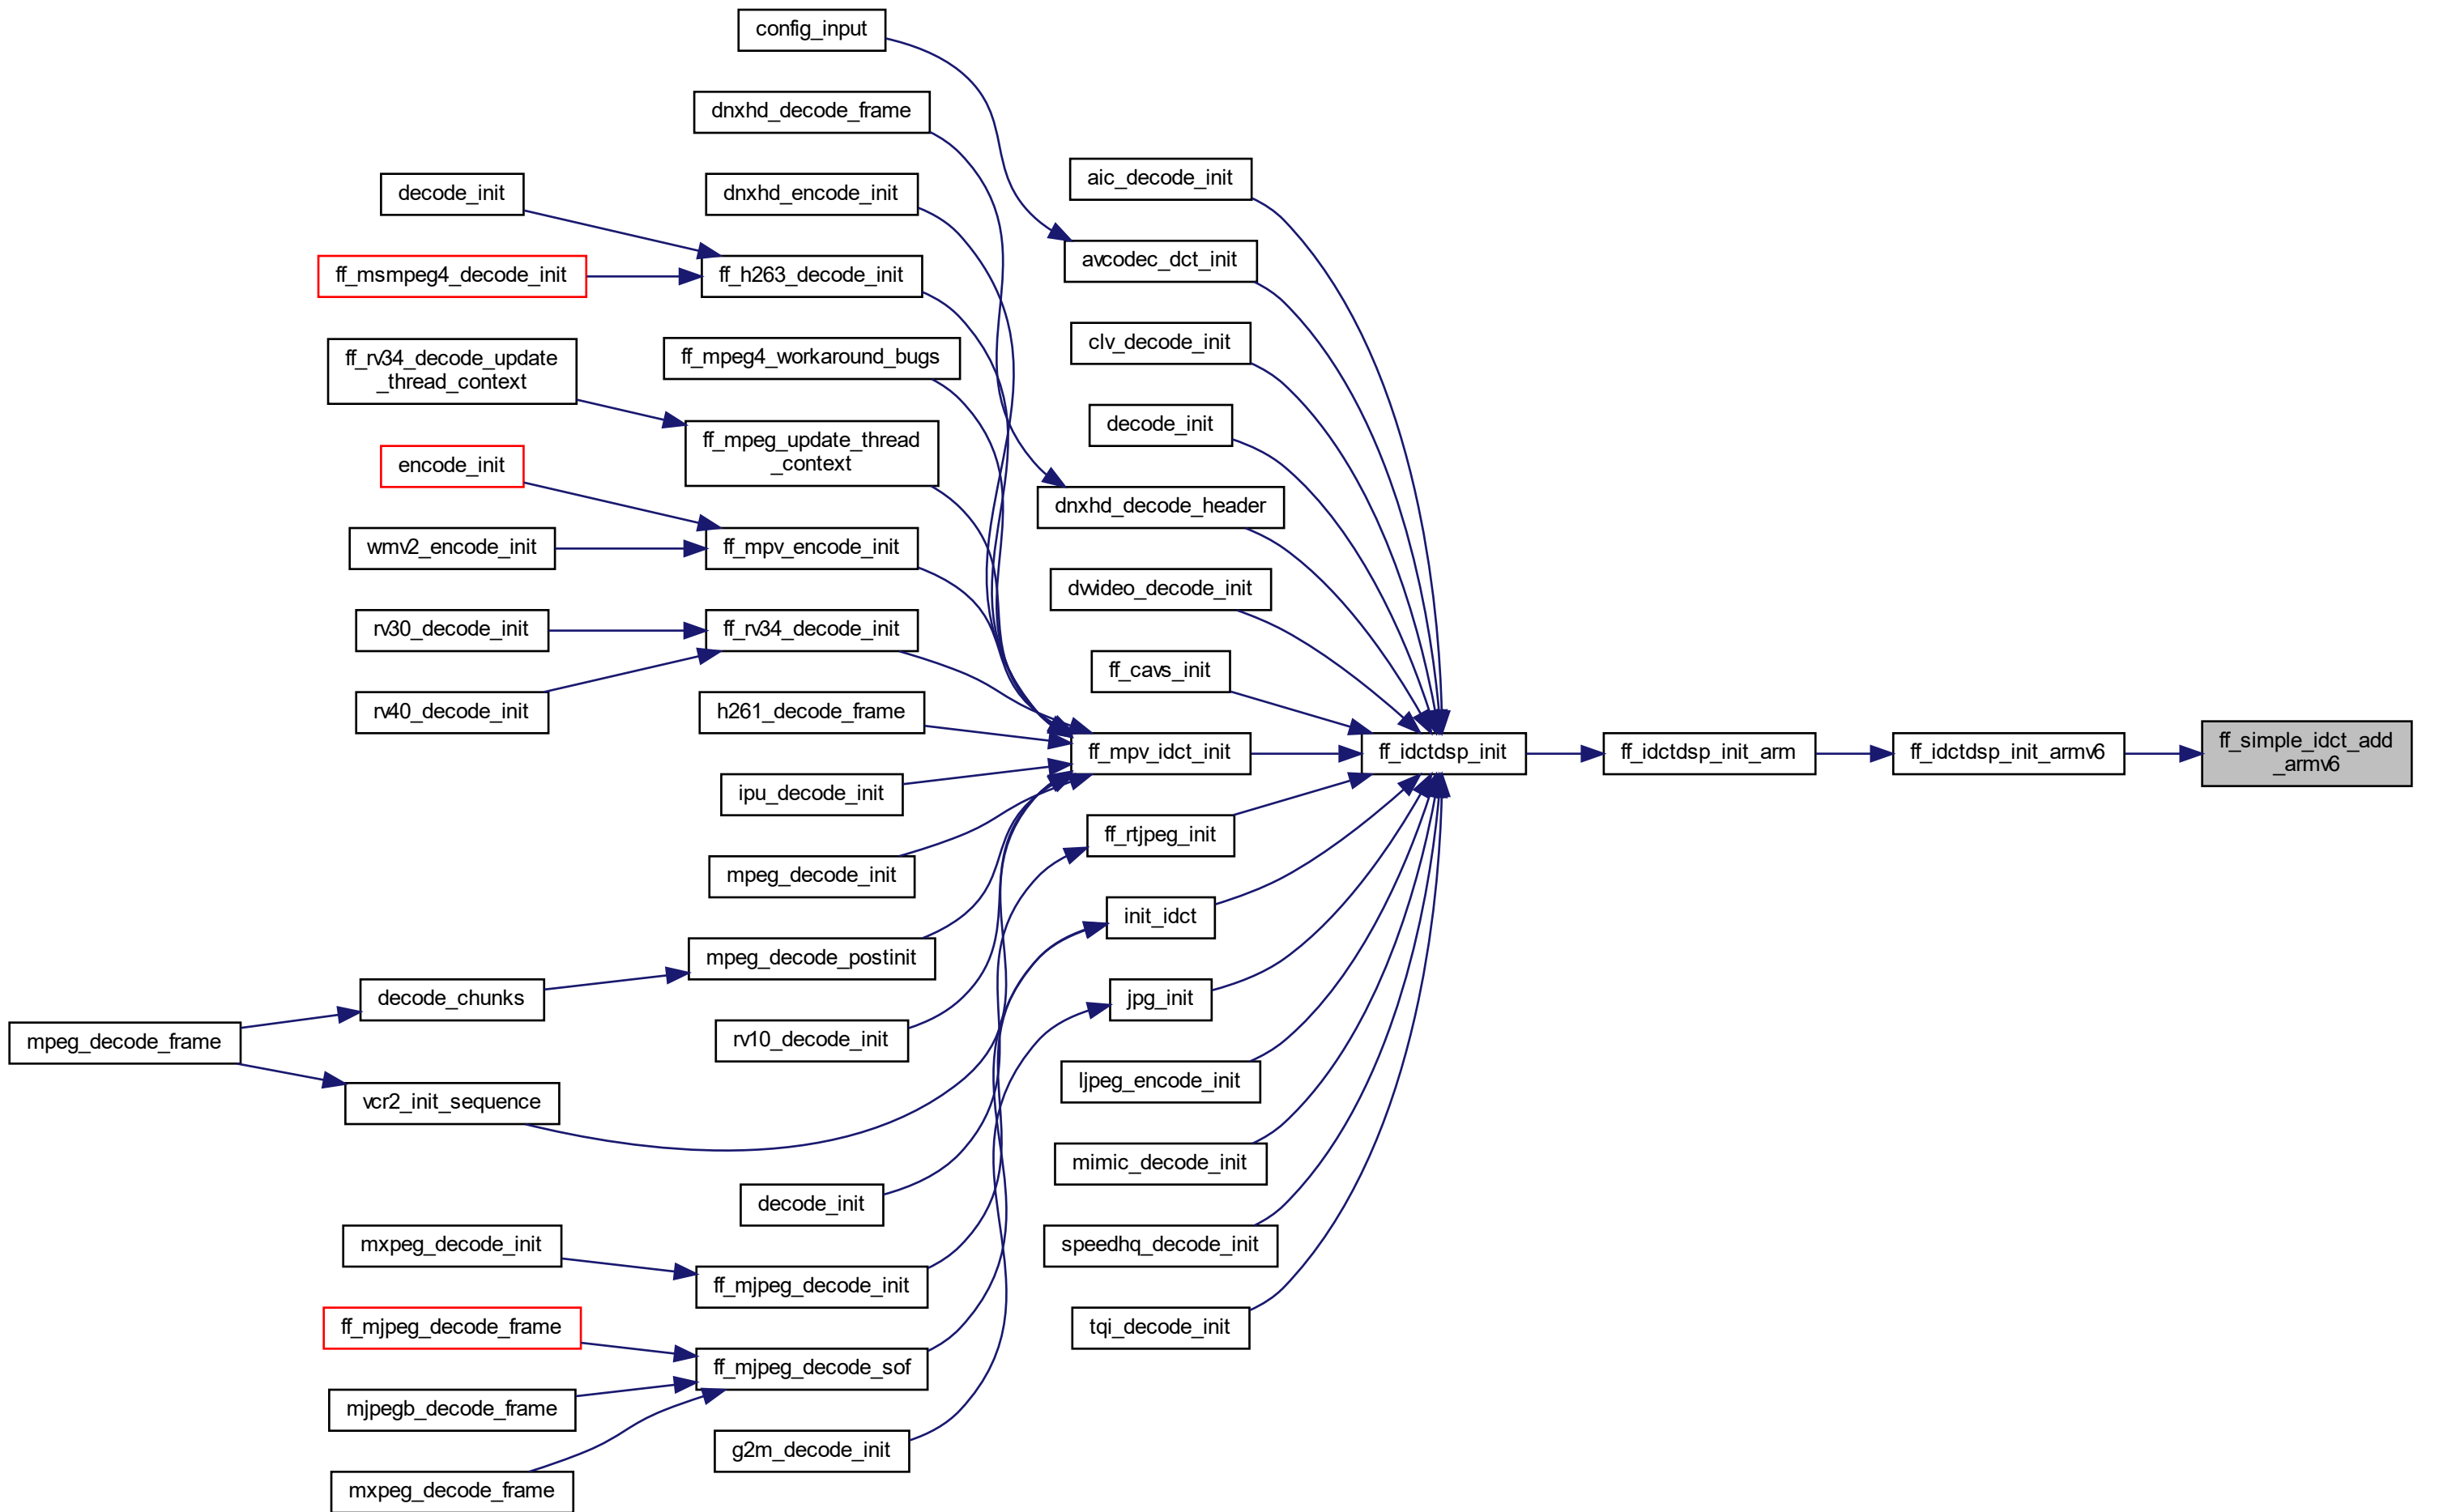 config_input
dnxhd_decode_frame
aic_decode_init
decode_init
dnxhd_encode_init
avcodec_dct_init
ff_msmpeg4_decode_init
ff_h263_decode_init
clv_decode_init
ff_rv34_decode_update
_thread_context
ff_mpeg4_workaround_bugs
decode_init
ff_mpeg_update_thread
_context
encode_init
dnxhd_decode_header
wmv2_encode_init
ff_mpv_encode_init
dvvideo_decode_init
rv30_decode_init
ff_rv34_decode_init
ff_cavs_init
rv40_decode_init
h261_decode_frame
ff_mpv_idct_init
ff_idctdsp_init
ff_idctdsp_init_arm
ff_idctdsp_init_armv6
ff_simple_idct_add
_armv6
ipu_decode_init
ff_rtjpeg_init
mpeg_decode_init
init_idct
mpeg_decode_postinit
decode_chunks
jpg_init
mpeg_decode_frame
rv10_decode_init
ljpeg_encode_init
vcr2_init_sequence
mimic_decode_init
decode_init
mxpeg_decode_init
speedhq_decode_init
ff_mjpeg_decode_init
ff_mjpeg_decode_frame
tqi_decode_init
ff_mjpeg_decode_sof
mjpegb_decode_frame
g2m_decode_init
mxpeg_decode_frame